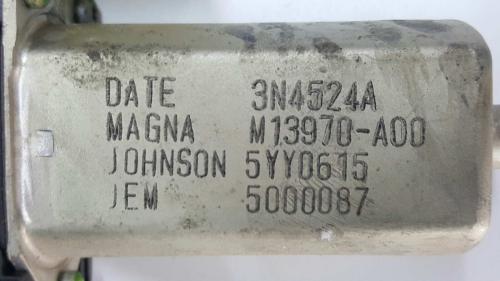 DATE 3N4524A
MAGNA M13970-A00
JOHNSON 5YY0615
JEM 5000087